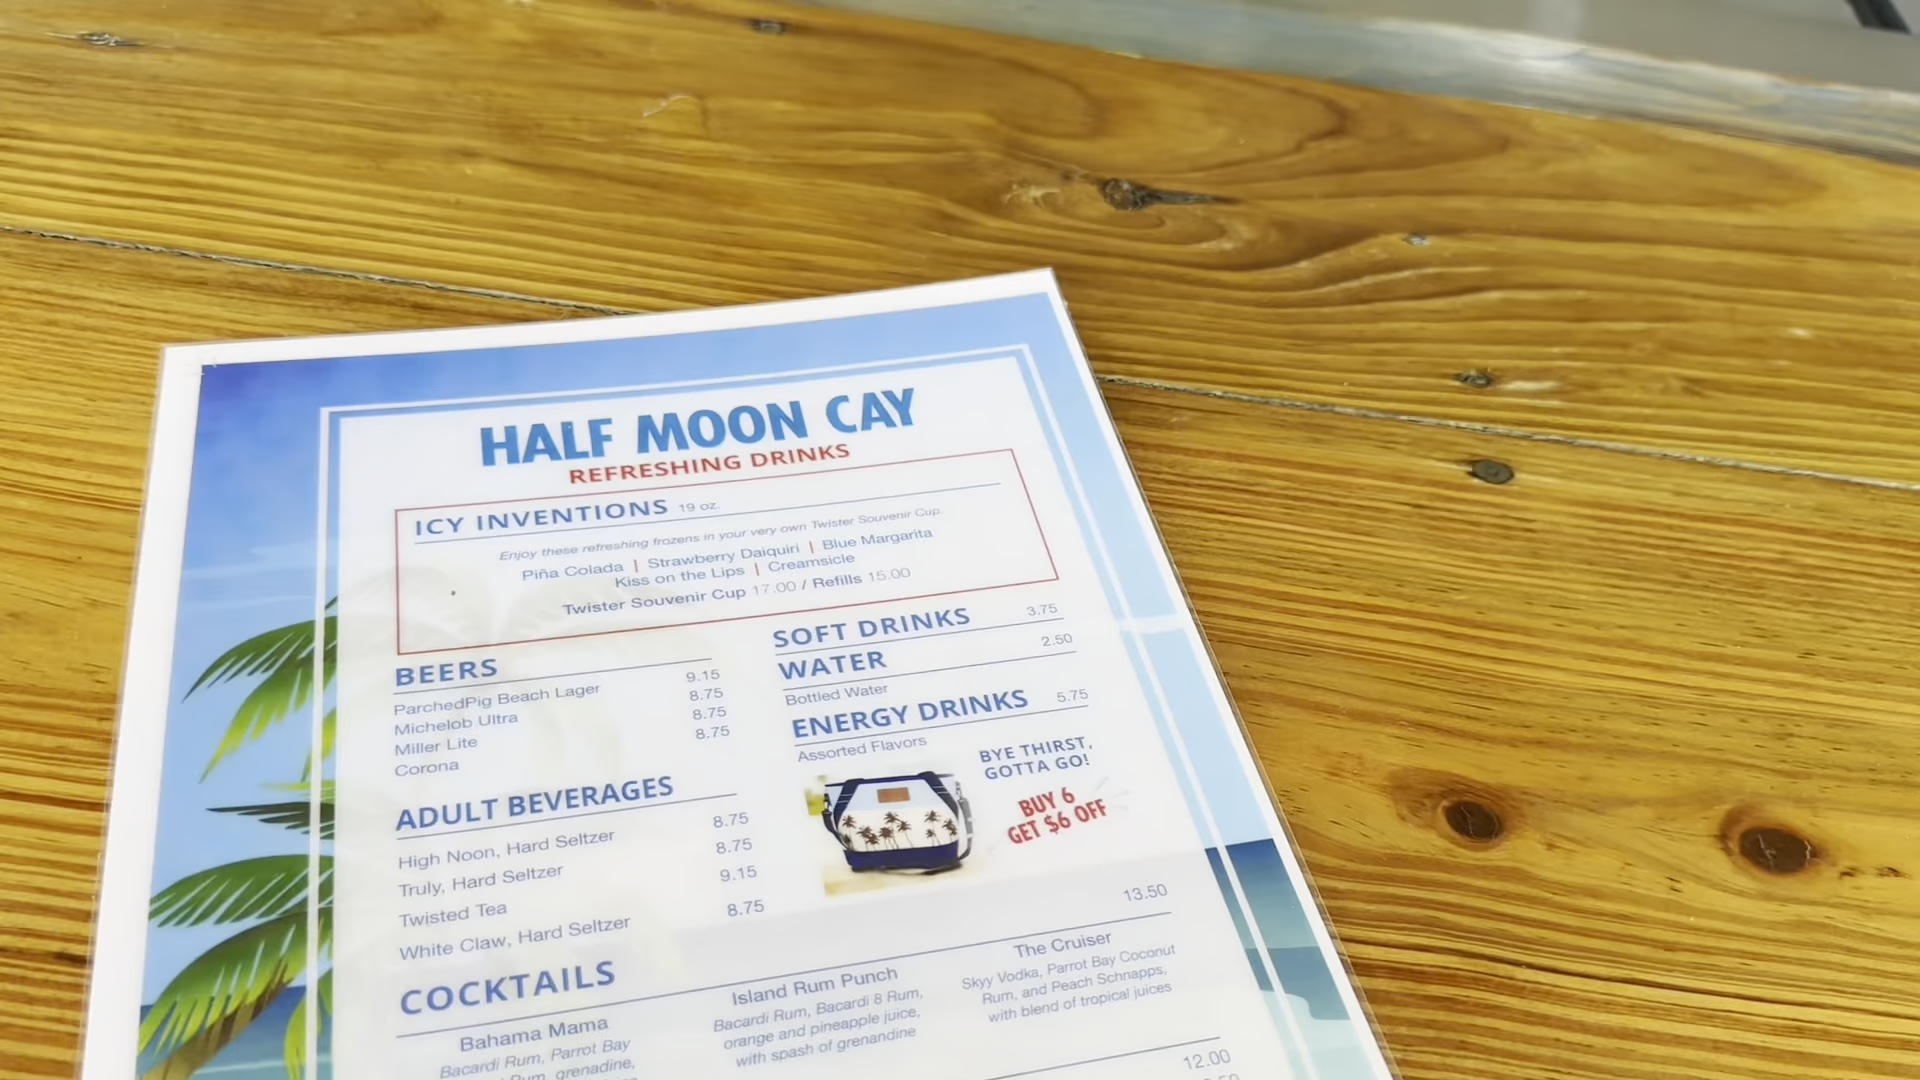 HALF MOON CAY
REFRESHING DRINKS
ICY INVENTIONS 19 oz.
Enjoy these refreshing frozens in your very own Twister Souvenir Cup.
Piña Colada | Strawberry Daiquiri | Blue Margarita
Kiss on the Lips | Creamsicle
Twister Souvenir Cup 17.00 / Refills 15.00
BEERS
ParchedPig Beach Lager 9.15
Michelob Ultra 8.75
Miller Lite 8.75
Corona 8.75
ADULT BEVERAGES
High Noon, Hard Seltzer 8.75
Truly, Hard Seltzer 8.75
Twisted Tea 9.15
White Claw, Hard Seltzer 8.75
SOFT DRINKS 3.75
WATER 2.50
Bottled Water
ENERGY DRINKS 5.75
Assorted Flavors
BYE THIRST,
GOTTA GO!
BUY 6
GET $6 OFF
COCKTAILS 13.50
Bahama Mama
Bacardi Rum, Parrot Bay
Rum, grenadine,
Island Rum Punch
Bacardi Rum, Bacardi 8 Rum,
orange and pineapple juice,
with spash of grenandine
The Cruiser
Skyy Vodka, Parrot Bay Coconut
Rum, and Peach Schnapps,
with blend of tropical juices
12.00